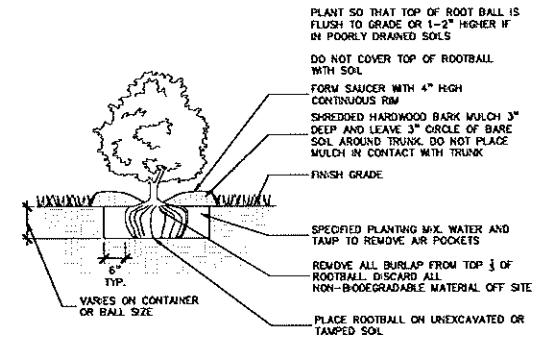 PLANT SO THAT TOP OF ROOT BALL IS
FLUSH TO GRADE OR 1-2" HIGHER IF
IN POORLY DRAINED SOILS
DO NOT COVER TOP OF ROOTBALL
WITH SOIL
FORM SAUCER WITH 4" HIGH
CONTINUOUS RIM
SHREDDED HARDWOOD BARK MULCH 3"
DEEP AND LEAVE 3" CIRCLE OF BARE
SOIL AROUND TRUNK. DO NOT PLACE
MULCH IN CONTACT WITH TRUNK
FINISH GRADE
SPECIFIED PLANTING MIX. WATER AND
TAMP TO REMOVE AIR POCKETS
REMOVE ALL BURLAP FROM TOP OF
ROOTBALL. DISCARD ALL
NON-BIODEGRADABLE MATERIAL OFF SITE
PLACE ROOTBALL ON UNEXCAVATED OR
TAMPED SOIL
6"
TYP.
VARIES ON CONTAINER
OR BALL SIZE